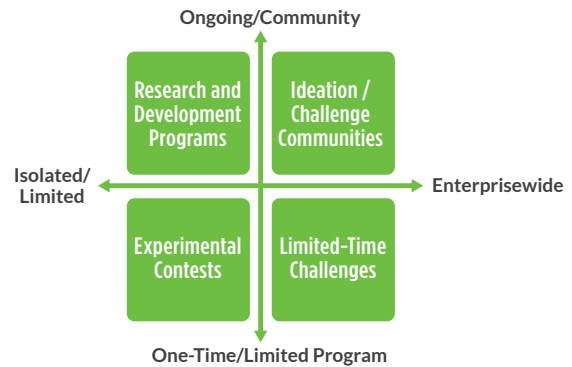 Ongoing/Community
Research and
Development
Programs
Ideation /
Challenge
Communities
Isolated/
Limited
Enterprisewide
Experimental
Contests
Limited-Time
Challenges
One-Time/Limited Program